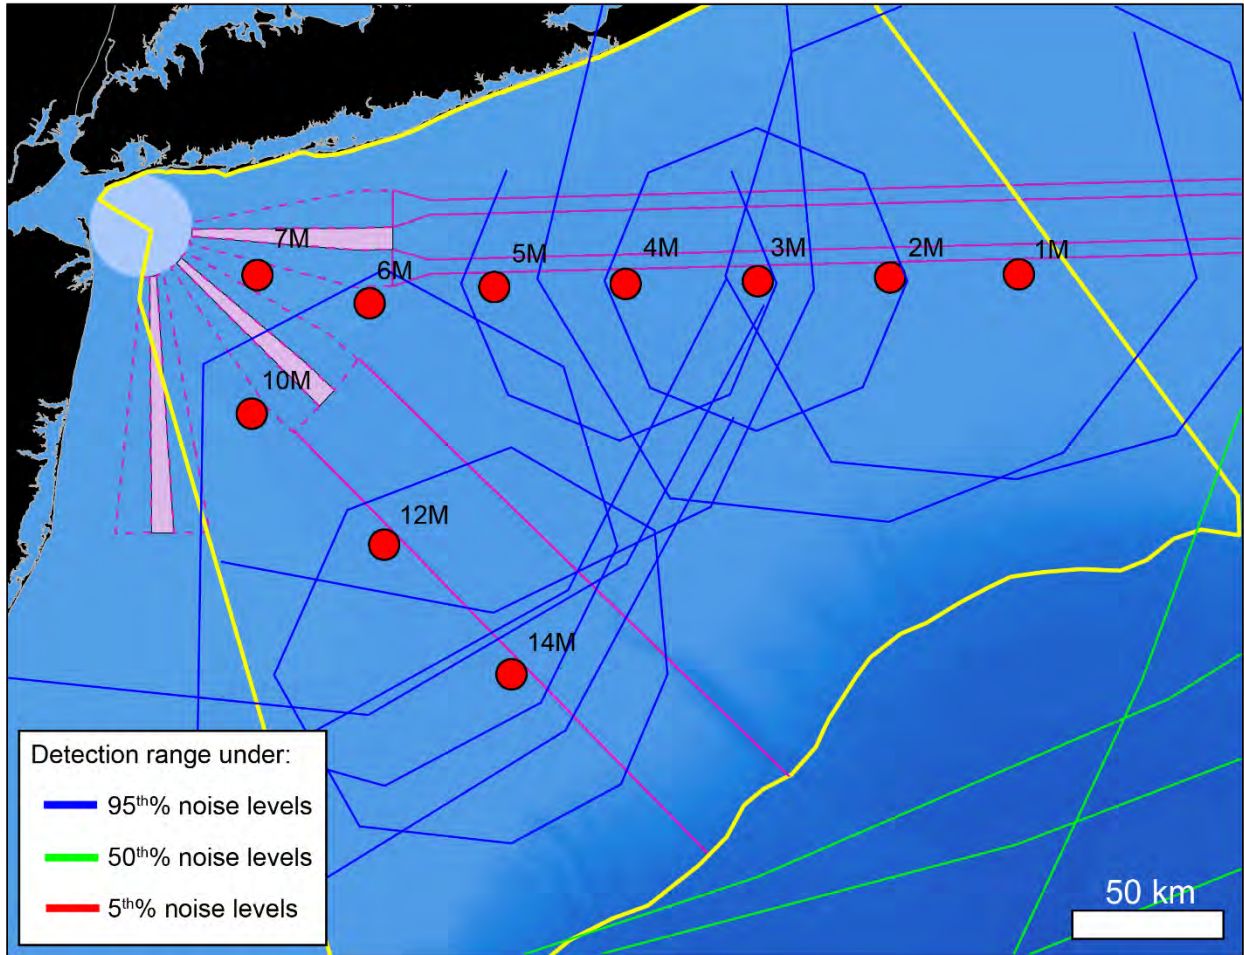 7M
6M
5M
4M
3M
2M
1M
10M
12M
14M
Detection range under:
95th% noise levels
50th% noise levels
5th% noise levels
50 km